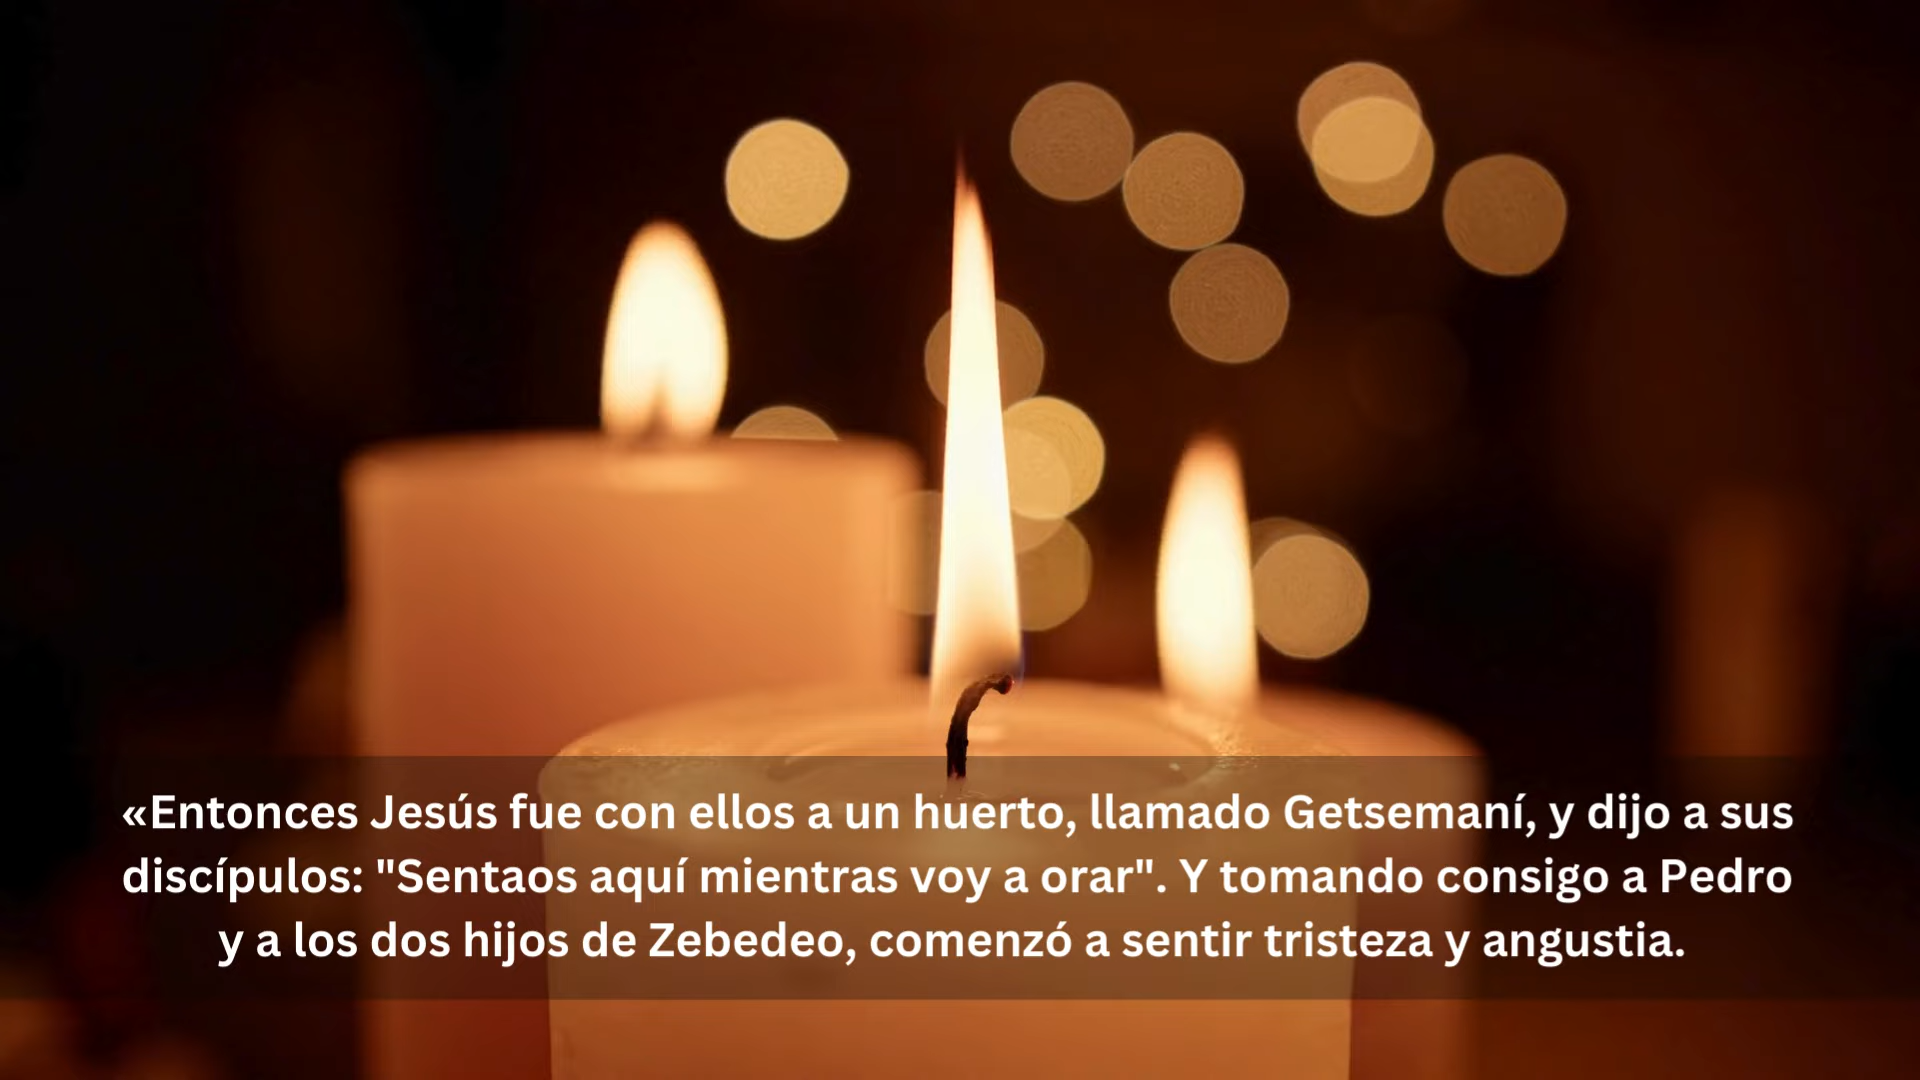 «Entonces Jesús fue con ellos a un huerto, llamado Getsemaní, y dijo a sus
discípulos: "Sentaos aquí mientras voy a orar". Y tomando consigo a Pedro
y a los dos hijos de Zebedeo, comenzó a sentir tristeza y angustia.